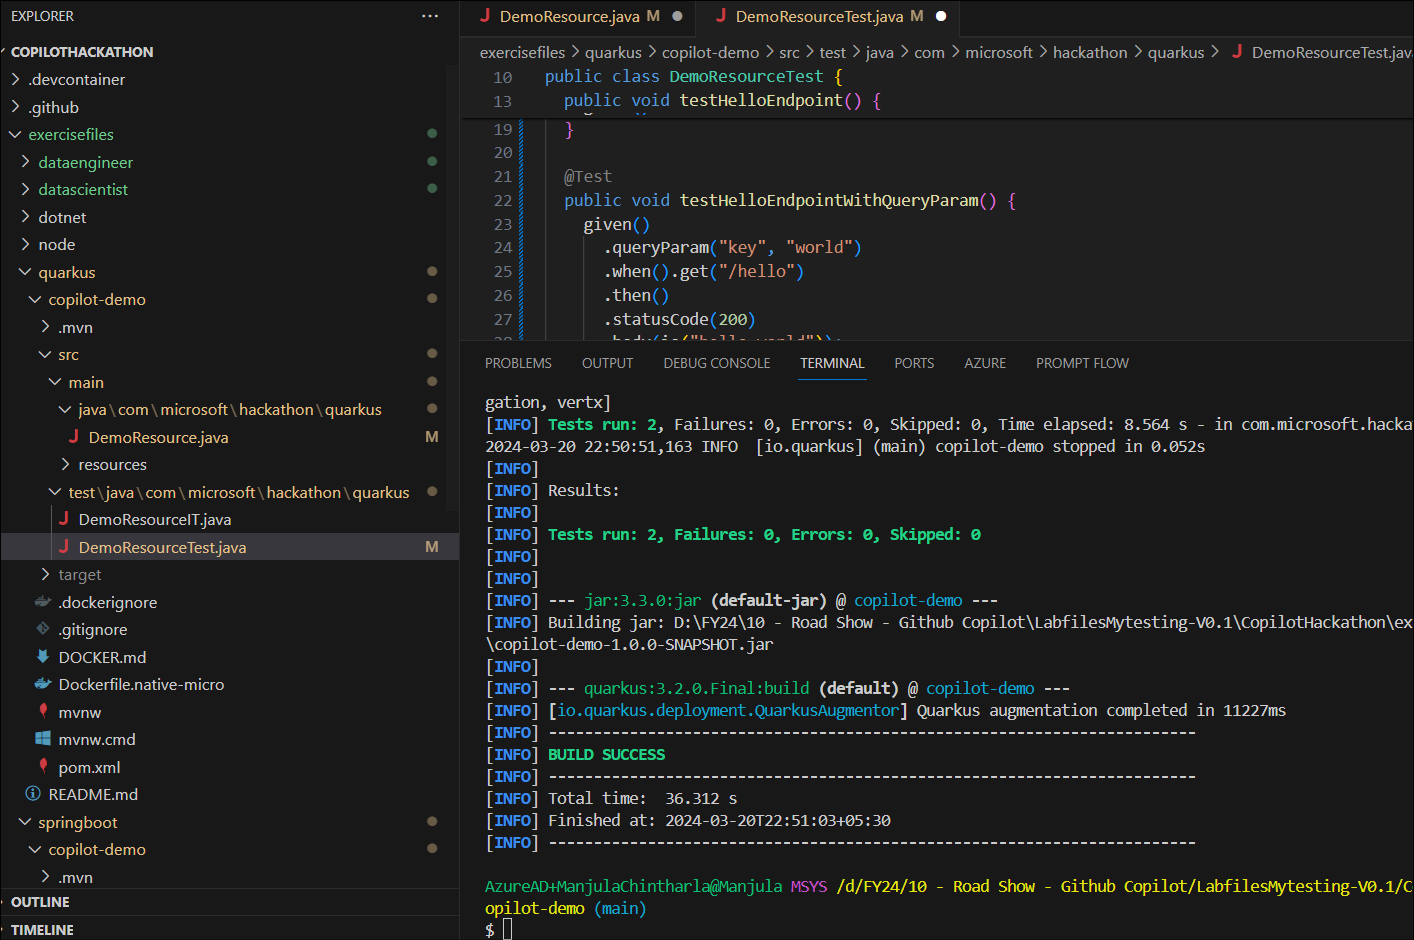 EXPLORER
...
COPILOTHACKATHON
.devcontainer
.github
exercisefiles
dataengineer
datascientist
dotnet
node
quarkus
copilot-demo
.mvn
src
main
java\com\microsoft\hackathon\quarkus
DemoResource.java M
resources
test\java\com\microsoft\hackathon\quarkus
DemoResourceIT.java
DemoResourceTest.java M
target
.dockerignore
.gitignore
DOCKER.md
Dockerfile.native-micro
mvnw
mvnw.cmd
pom.xml
README.md
springboot
copilot-demo
.mvn
OUTLINE
TIMELINE
DemoResource.java M
DemoResourceTest.java M
exercisefiles > quarkus > copilot-demo > src > test > java > com > microsoft > hackathon > quarkus > DemoResourceTest.jav
10 public class DemoResourceTest {
13 public void testHelloEndpoint() {
19 }
20
21 @Test
22 public void testHelloEndpointWithQueryParam() {
23 given()
24 .queryParam("key", "world")
25 .when().get("/hello")
26 .then()
27 .statusCode(200)
PROBLEMS OUTPUT DEBUG CONSOLE TERMINAL PORTS AZURE PROMPT FLOW
gation, vertx]
[INFO] Tests run: 2, Failures: 0, Errors: 0, Skipped: 0, Time elapsed: 8.564 s - in com.microsoft.hacka
2024-03-20 22:50:51,163 INFO  [io.quarkus] (main) copilot-demo stopped in 0.052s
[INFO]
[INFO] Results:
[INFO]
[INFO] Tests run: 2, Failures: 0, Errors: 0, Skipped: 0
[INFO]
[INFO]
[INFO] --- jar:3.3.0:jar (default-jar) @ copilot-demo ---
[INFO] Building jar: D:\FY24\10 - Road Show - Github Copilot\LabfilesMytesting-V0.1\CopilotHackathon\ex
\copilot-demo-1.0.0-SNAPSHOT.jar
[INFO]
[INFO] --- quarkus:3.2.0.Final:build (default) @ copilot-demo ---
[INFO] [io.quarkus.deployment.QuarkusAugmentor] Quarkus augmentation completed in 11227ms
[INFO] ------------------------------------------------------------------------
[INFO] BUILD SUCCESS
[INFO] ------------------------------------------------------------------------
[INFO] Total time:  36.312 s
[INFO] Finished at: 2024-03-20T22:51:03+05:30
[INFO] ------------------------------------------------------------------------
AzureAD+ManjulaChintharla@Manjula MSYS /d/FY24/10 - Road Show - Github Copilot/LabfilesMytesting-V0.1/C
opilot-demo (main)
$